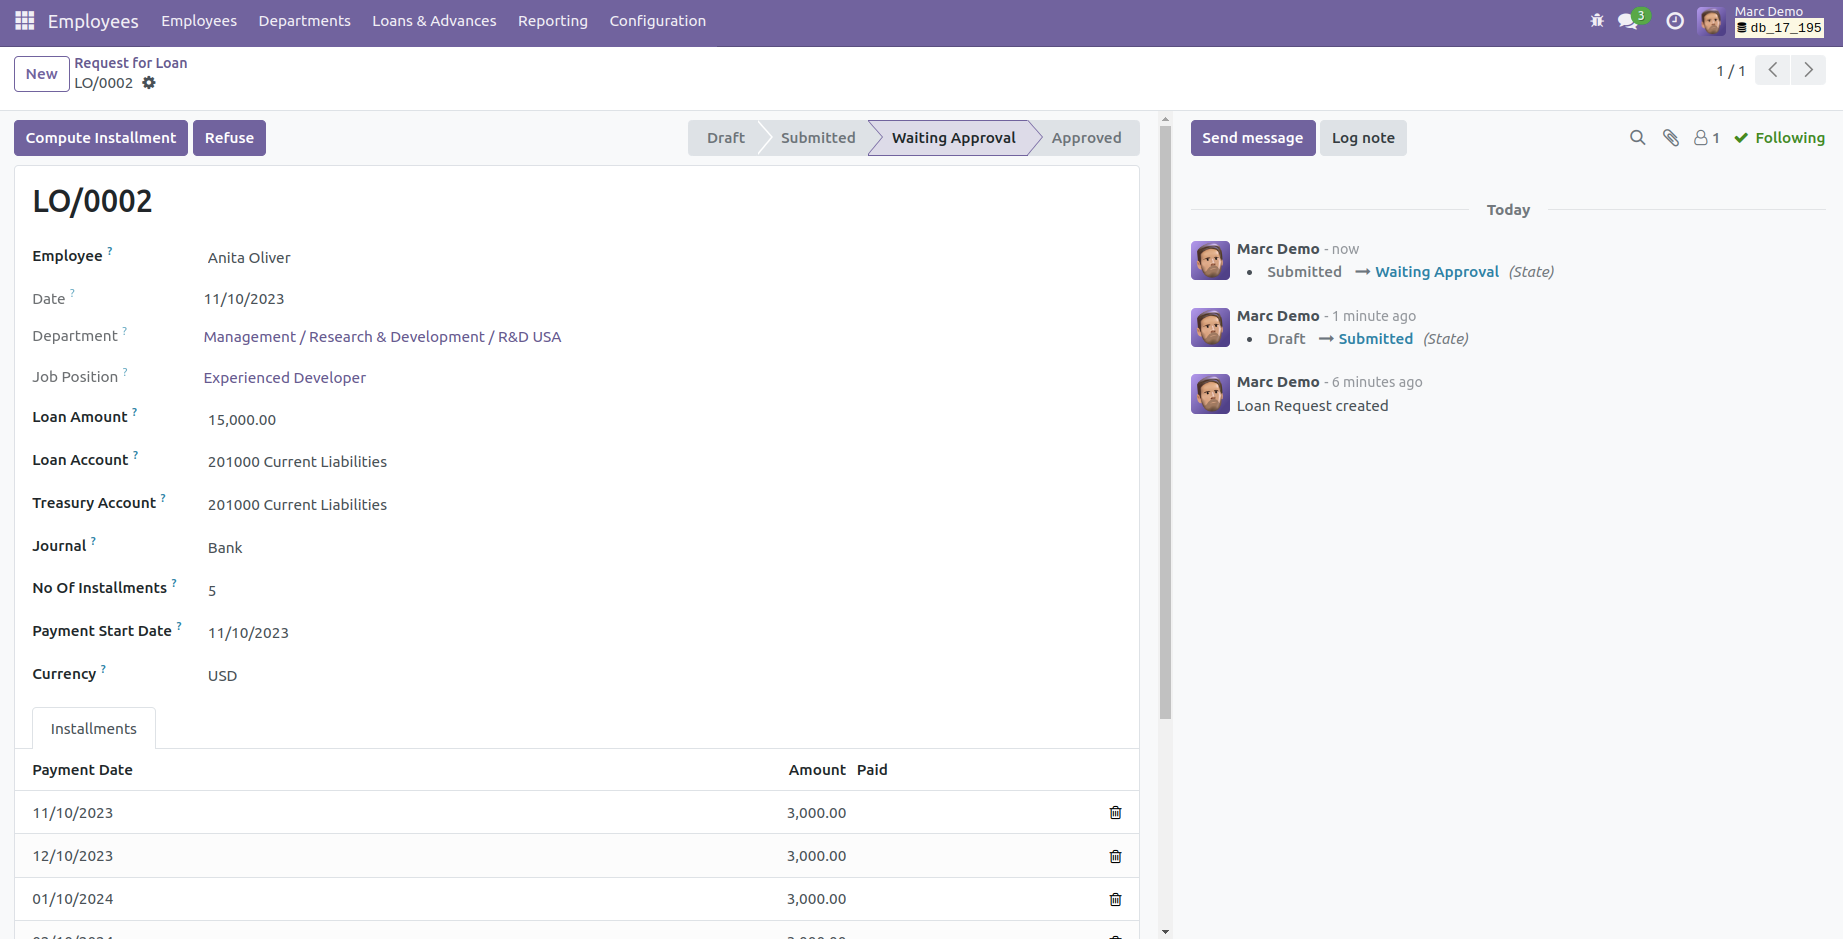 Employees Employees Departments Loans & Advances Reporting Configuration 3 Marc Demo
db_17_195
New Request for Loan
LO/0002
1 / 1
Compute Installment Refuse Draft Submitted Waiting Approval Approved
Send message Log note 1 Following
LO/0002
Employee ? Anita Oliver
Date ? 11/10/2023
Department ? Management / Research & Development / R&D USA
Job Position ? Experienced Developer
Loan Amount ? 15,000.00
Loan Account ? 201000 Current Liabilities
Treasury Account ? 201000 Current Liabilities
Journal ? Bank
No Of Installments ? 5
Payment Start Date ? 11/10/2023
Currency ? USD
Installments
Payment Date Amount Paid
11/10/2023 3,000.00
12/10/2023 3,000.00
01/10/2024 3,000.00
Today
Marc Demo - now
• Submitted → Waiting Approval (State)
Marc Demo - 1 minute ago
• Draft → Submitted (State)
Marc Demo - 6 minutes ago
Loan Request created